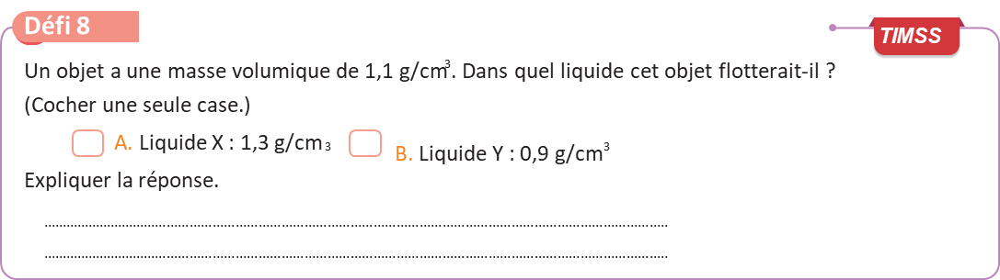 Défi 8
TIMSS
Un objet a une masse volumique de 1,1 g/cm³. Dans quel liquide cet objet flotterait-il ?
(Cocher une seule case.)
A. Liquide X : 1,3 g/cm₃ B. Liquide Y : 0,9 g/cm³
Expliquer la réponse.